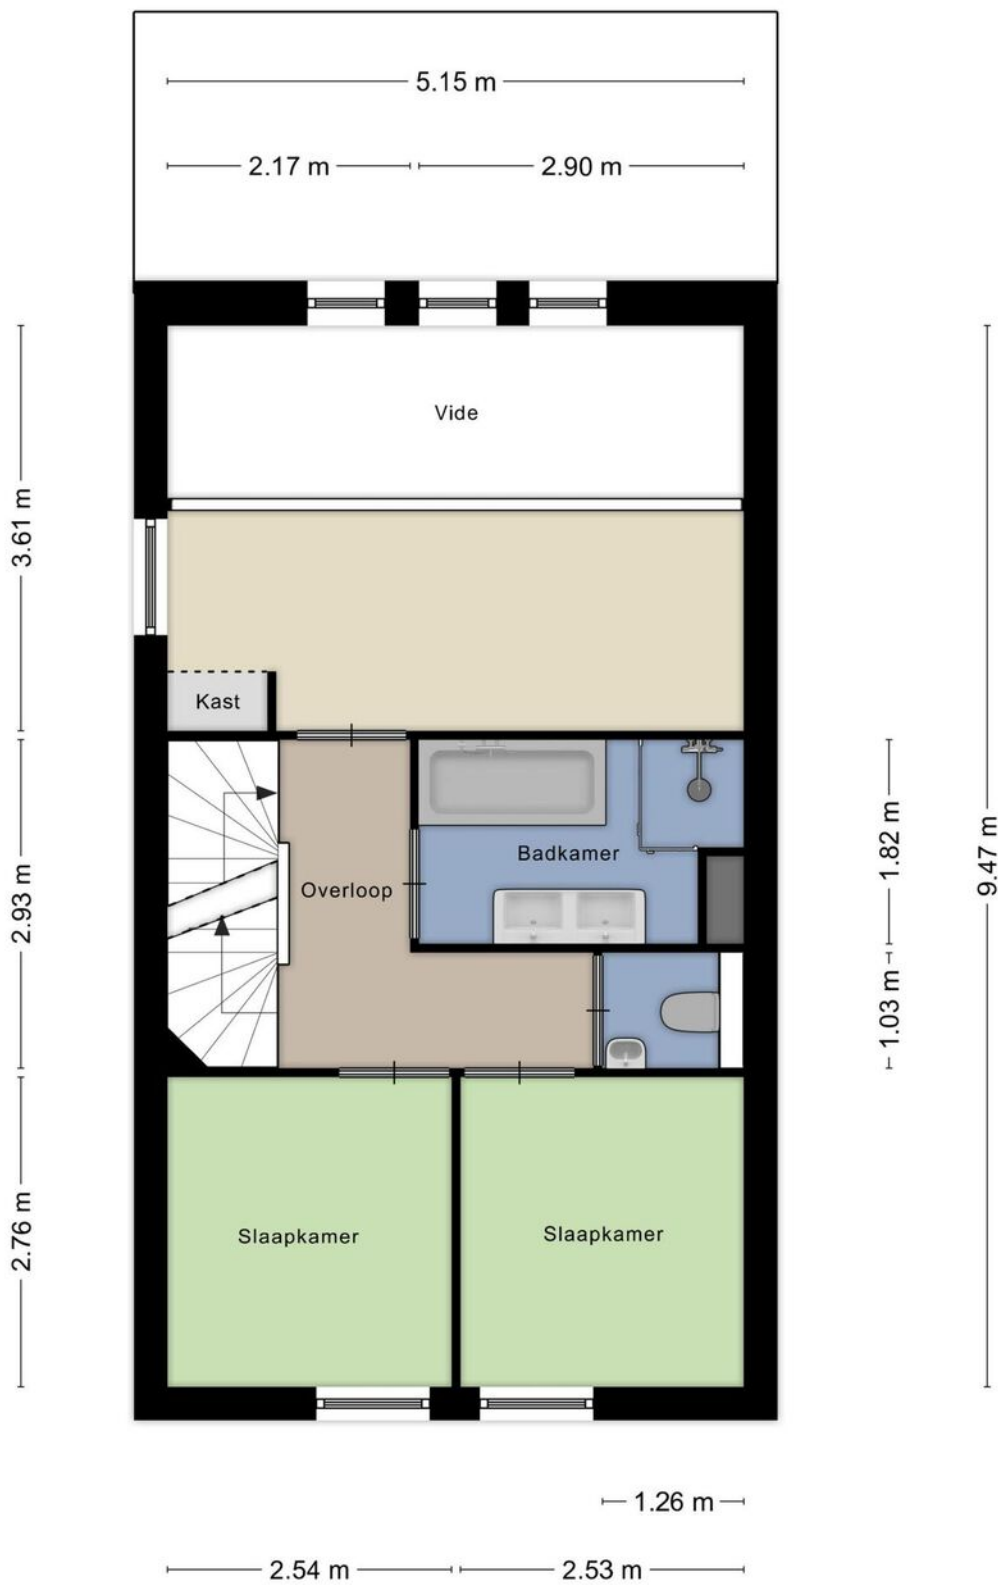 5.15 m
2.17 m
2.90 m
Vide
3.61 m
Kast
Badkamer
1.82 m
9.47 m
Overloop
2.93 m
1.03 m
2.76 m
Slaapkamer
Slaapkamer
1.26 m
2.54 m
2.53 m